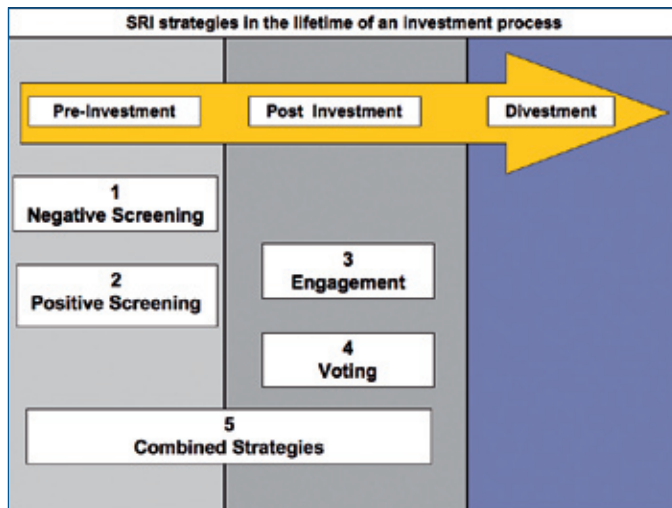 SRI strategies in the lifetime of an investment process
Pre-Investment
Post Investment
Divestment
1
Negative Screening
2
Positive Screening
3
Engagement
4
Voting
5
Combined Strategies